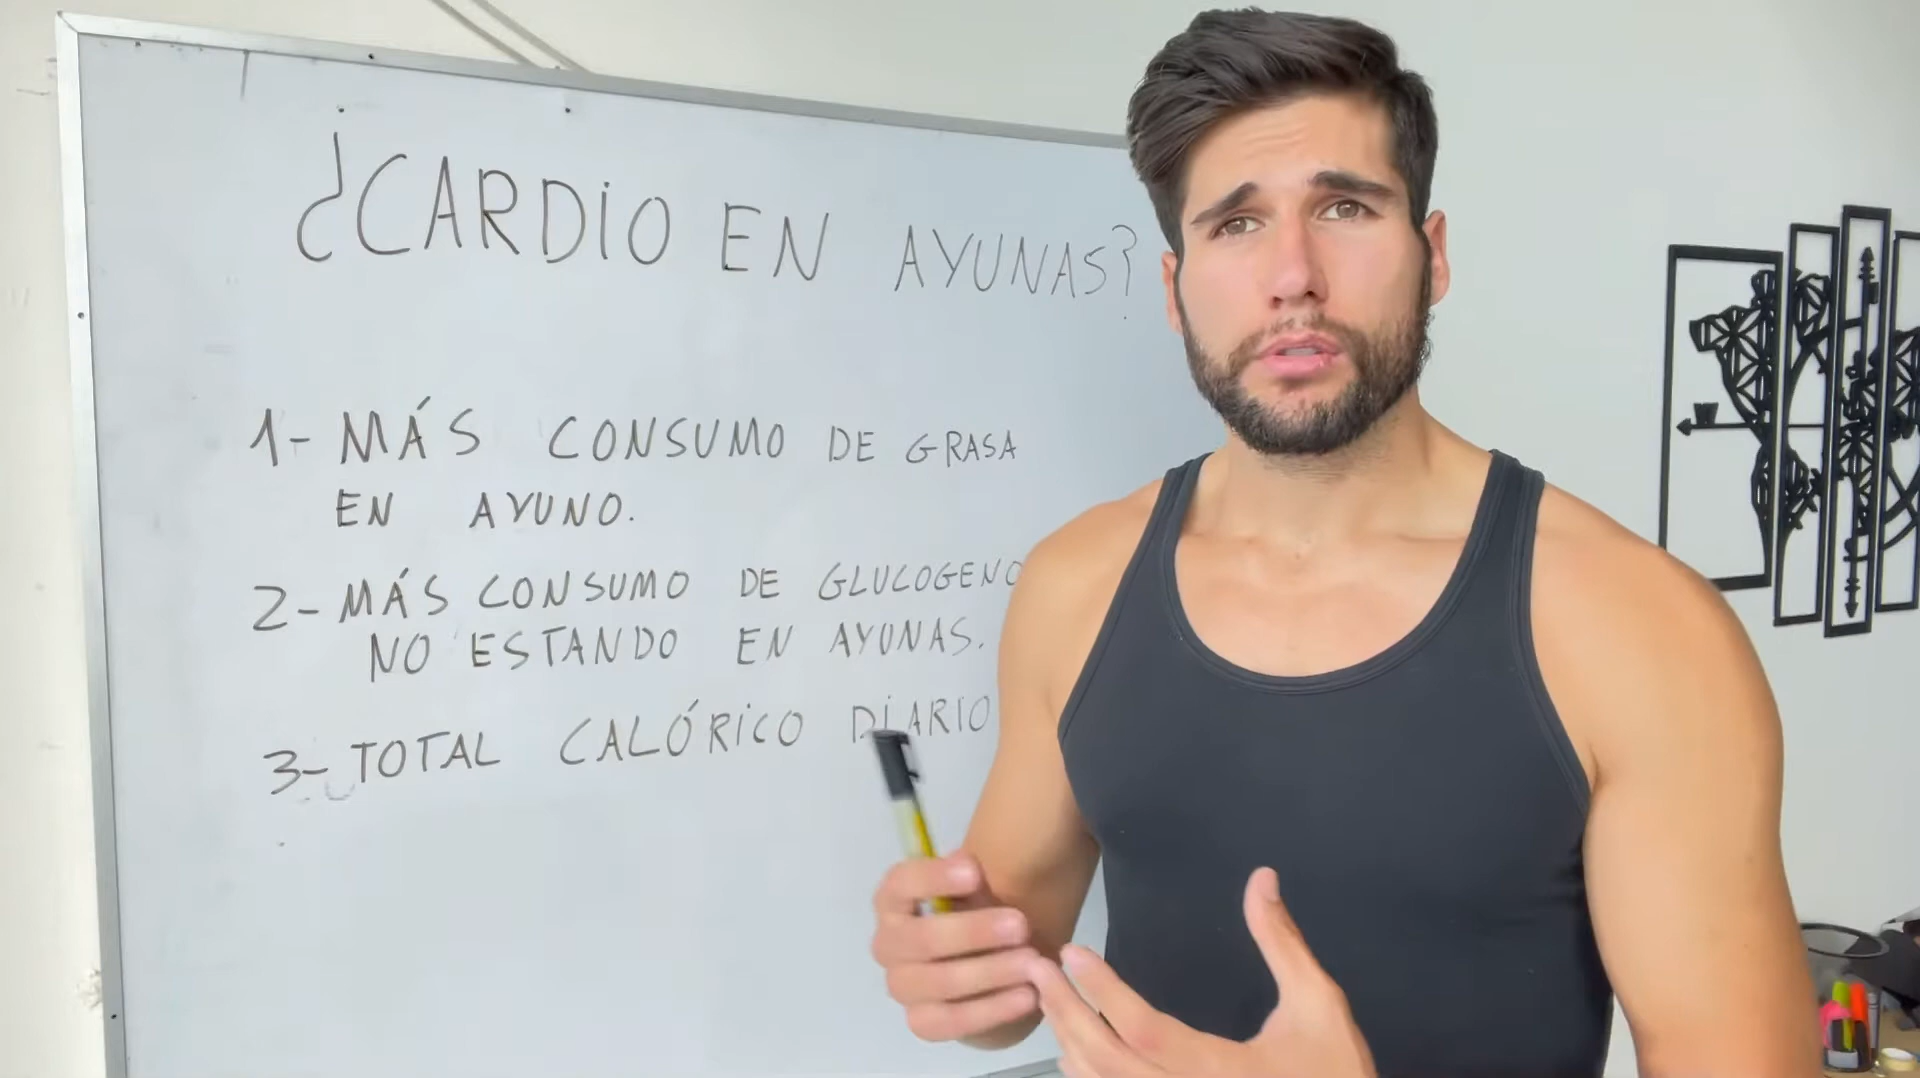 ¿CARDIO EN AYUNAS?
1- MÁS CONSUMO DE GRASA
EN AYUNO.
2- MÁS CONSUMO DE GLUCOGENO
NO ESTANDO EN AYUNAS.
3- TOTAL CALÓRICO DIARIO